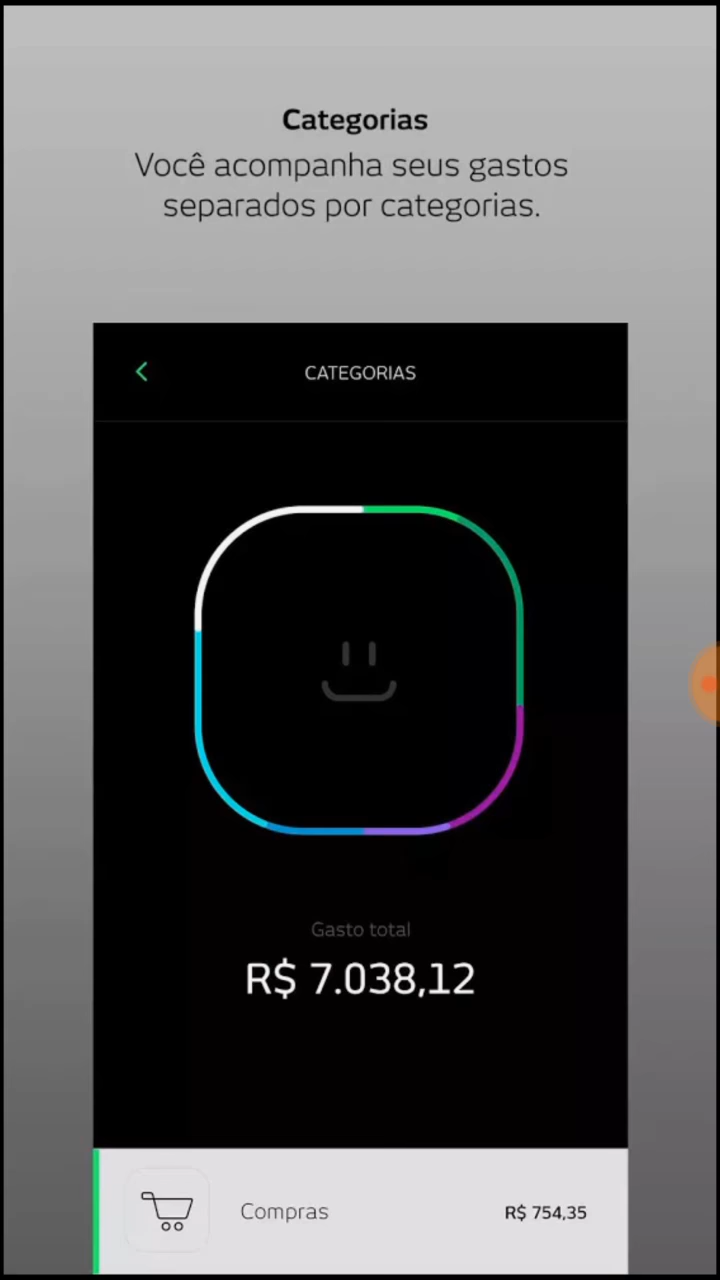 Categorias
Você acompanha seus gastos
separados por categorias.
CATEGORIAS
Gasto total
R$ 7.038,12
Compras R$ 754,35